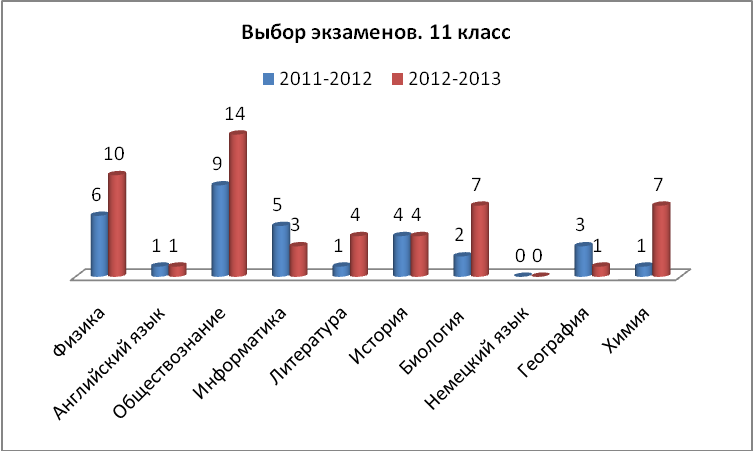 Выбор экзаменов. 11 класс
2011-2012 2012-2013
6 10 1 1 9 14 5 3 1 4 4 4 2 7 0 0 3 1 1 7
Физика
Английский язык
Обществознание
Информатика
Литература
История
Биология
Немецкий язык
География
Химия